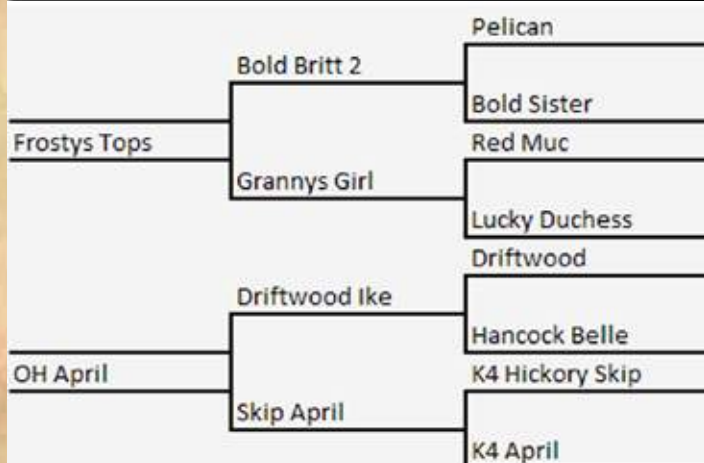 Pelican
Bold Britt 2
Bold Sister
Frostys Tops
Red Muc
Grannys Girl
Lucky Duchess
Driftwood
Driftwood Ike
Hancock Belle
OH April
K4 Hickory Skip
Skip April
K4 April